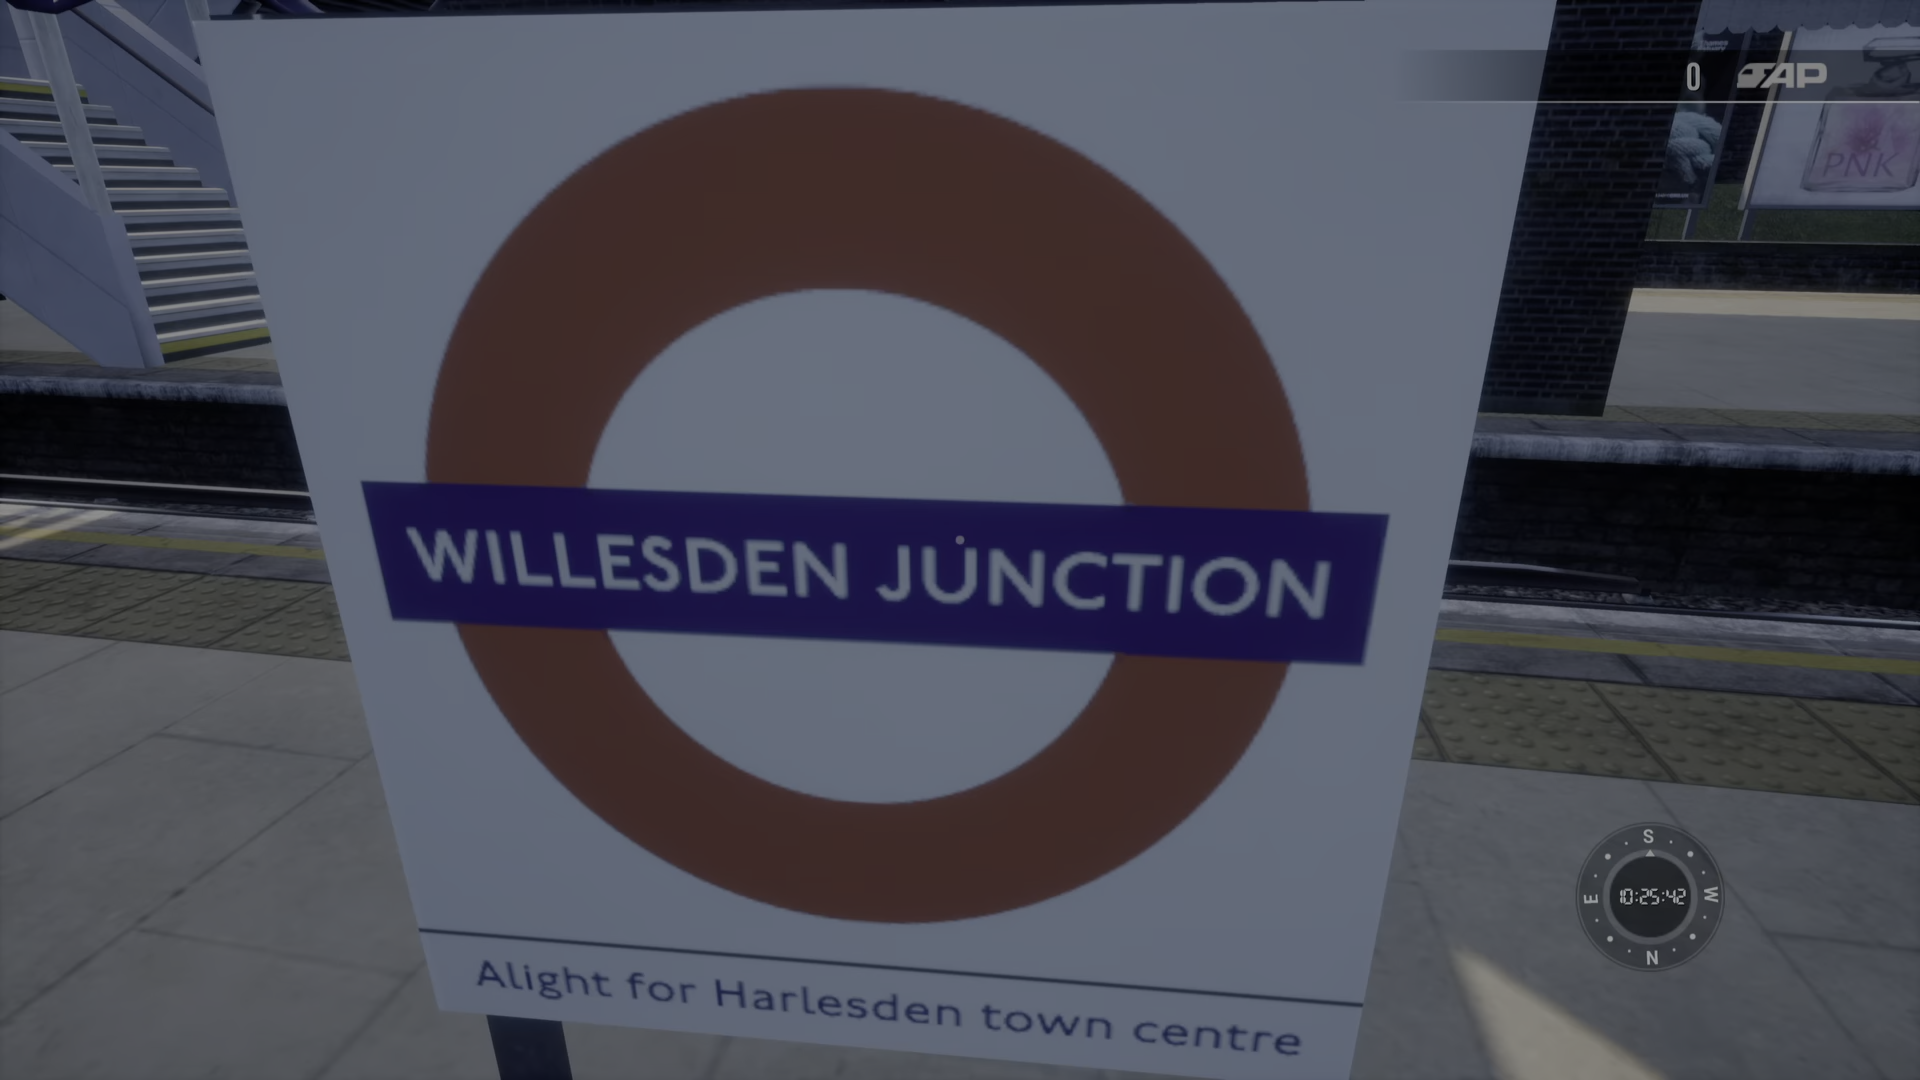 0 AP
PNK
WILLESDEN JUNCTION
S
E 10:25:42 W
N
Alight for Harlesden town centre